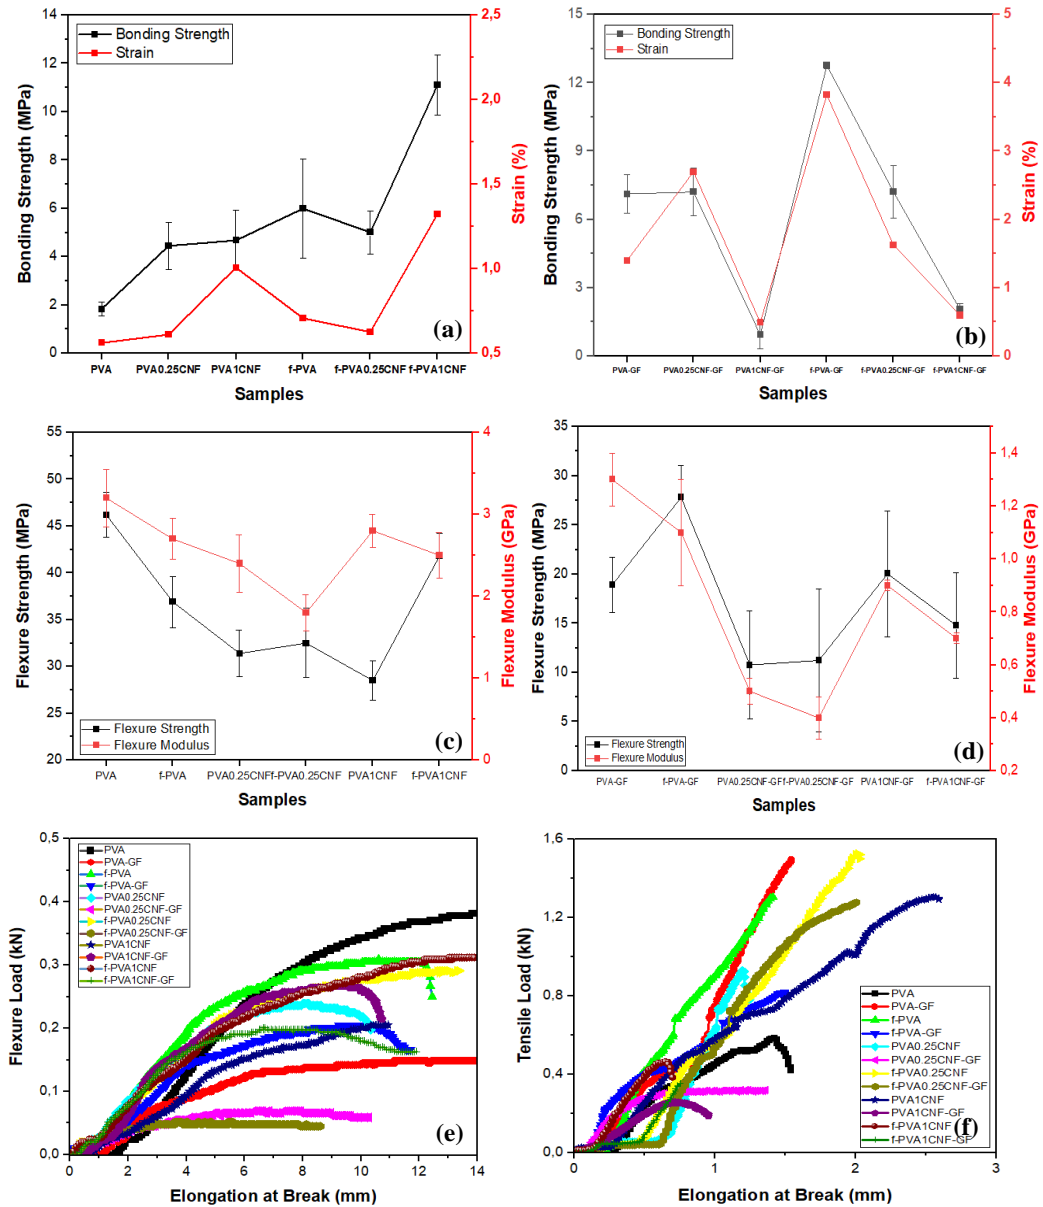 Bonding Strength
Strain
Bonding Strength (MPa)
0
2
4
6
8
10
12
14
Strain (%)
0,5
1,0
1,5
2,0
2,5
(a)
PVA
PVA0.25CNF
PVA1CNF
f-PVA
f-PVA0.25CNF
f-PVA1CNF
Samples
Bonding Strength
Strain
Bonding Strength (MPa)
0
3
6
9
12
15
Strain (%)
0
1
2
3
4
5
(b)
PVA-GF
PVA0.25CNF-GF
PVA1CNF-GF
f-PVA-GF
f-PVA0.25CNF-GF
f-PVA1CNF-GF
Samples
Flexure Strength (MPa)
20
25
30
35
40
45
50
55
Flexure Modulus (GPa)
0
1
2
3
4
Flexure Strength
Flexure Modulus
(c)
PVA
f-PVA
PVA0.25CNF
f-PVA0.25CNF
PVA1CNF
f-PVA1CNF
Samples
Flexure Strength (MPa)
0
5
10
15
20
25
30
35
Flexure Modulus (GPa)
0,2
0,4
0,6
0,8
1,0
1,2
1,4
Flexure Strength
Flexure Modulus
(d)
PVA-GF
f-PVA-GF
PVA0.25CNF-GF
f-PVA0.25CNF-GF
PVA1CNF-GF
f-PVA1CNF-GF
Samples
Flexure Load (kN)
0,0
0,1
0,2
0,3
0,4
0,5
PVA
PVA-GF
f-PVA
f-PVA-GF
PVA0.25CNF
PVA0.25CNF-GF
f-PVA0.25CNF
f-PVA0.25CNF-GF
PVA1CNF
PVA1CNF-GF
f-PVA1CNF
f-PVA1CNF-GF
(e)
0
2
4
6
8
10
12
14
Elongation at Break (mm)
Tensile Load (kN)
0,0
0,4
0,8
1,2
1,6
PVA
PVA-GF
f-PVA
f-PVA-GF
PVA0.25CNF
PVA0.25CNF-GF
f-PVA0.25CNF
f-PVA0.25CNF-GF
PVA1CNF
PVA1CNF-GF
f-PVA1CNF
f-PVA1CNF-GF
(f)
0
1
2
3
Elongation at Break (mm)